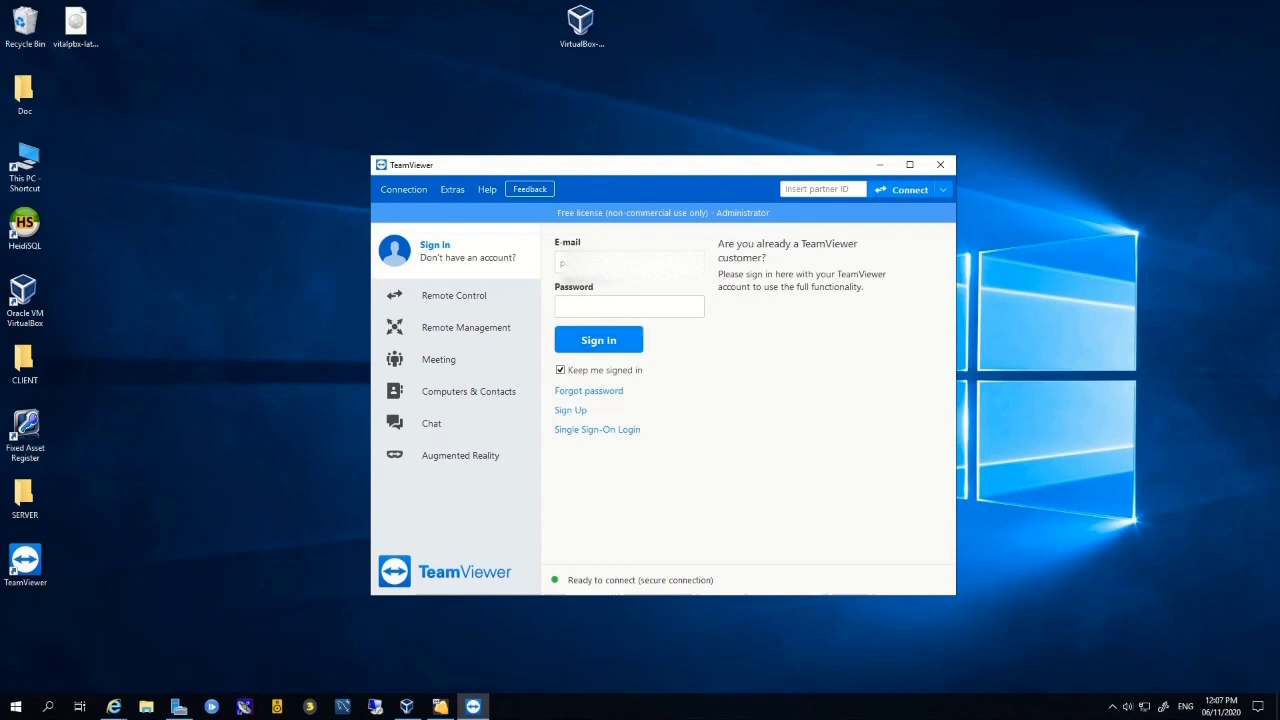 Recycle Bin
vitalpbx-lat...
VirtualBox-...
Doc
This PC -
Shortcut
HS
HeidiSQL
Oracle VM
VirtualBox
CLIENT
Fixed Asset
Register
SERVER
TeamViewer
TeamViewer
Connection Extras Help Feedback
Insert partner ID
Connect
Free license (non-commercial use only) - Administrator
Sign In
Don't have an account?
Remote Control
Remote Management
Meeting
Computers & Contacts
Chat
Augmented Reality
TeamViewer
E-mail
p
Password
Sign In
Keep me signed in
Forgot password
Sign Up
Single Sign-On Login
Are you already a TeamViewer
customer?
Please sign in here with your TeamViewer
account to use the full functionality.
Ready to connect (secure connection)
ENG
12:07 PM
06/11/2020